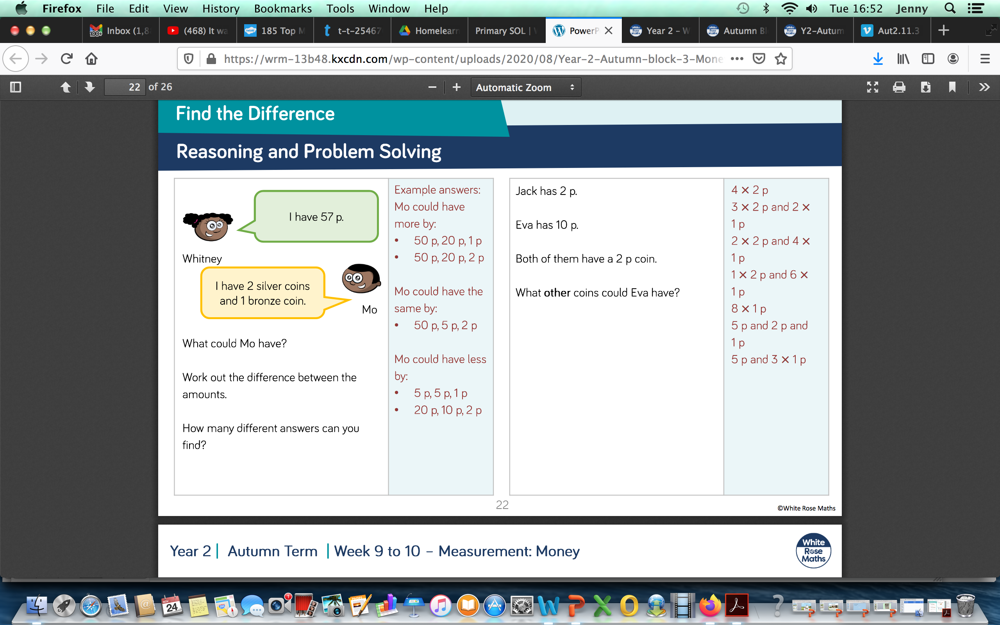 Firefox File Edit View History Bookmarks Tools Window Help Tue 16:52 Jenny
100+ Inbox (1,8 (468) It wa twinkl 185 Top M t-t-25467 Homelearn Primary SOL | PowerP Year 2 – W Autumn Bl Y2-Autum Aut2.11.3
https://wrm-13b48.kxcdn.com/wp-content/uploads/2020/08/Year-2-Autumn-block-3-Mone
22 of 26 Automatic Zoom
Find the Difference
Reasoning and Problem Solving
I have 57 p.
Whitney
I have 2 silver coins
and 1 bronze coin.
Mo
What could Mo have?
Work out the difference between the
amounts.
How many different answers can you
find?
Example answers:
Mo could have
more by:
• 50 p, 20 p, 1 p
• 50 p, 20 p, 2 p
Mo could have the
same by:
• 50 p, 5 p, 2 p
Mo could have less
by:
• 5 p, 5 p, 1 p
• 20 p, 10 p, 2 p
Jack has 2 p.
Eva has 10 p.
Both of them have a 2 p coin.
What other coins could Eva have?
4 × 2 p
3 × 2 p and 2 ×
1 p
2 × 2 p and 4 ×
1 p
1 × 2 p and 6 ×
1 p
8 × 1 p
5 p and 2 p and
1 p
5 p and 3 × 1 p
22
©White Rose Maths
Year 2 | Autumn Term | Week 9 to 10 – Measurement: Money
White
Rose
Maths
NOV
24
PAGES
1